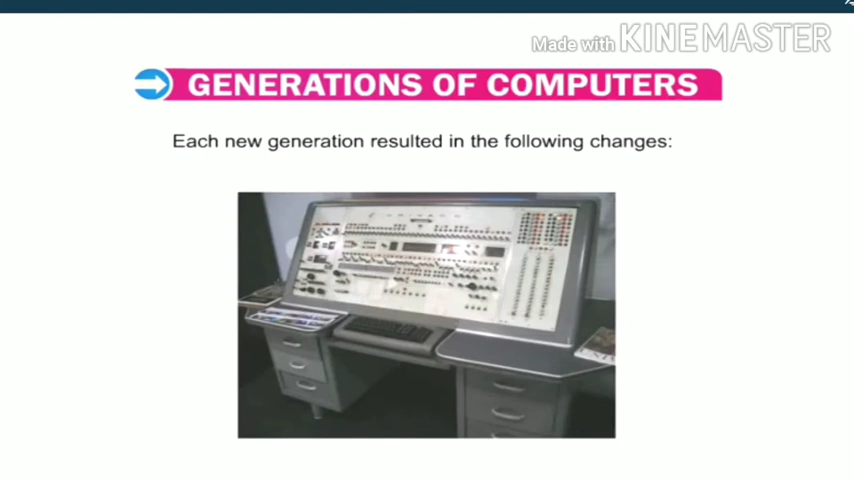 Made with KINEMASTER
GENERATIONS OF COMPUTERS
Each new generation resulted in the following changes: